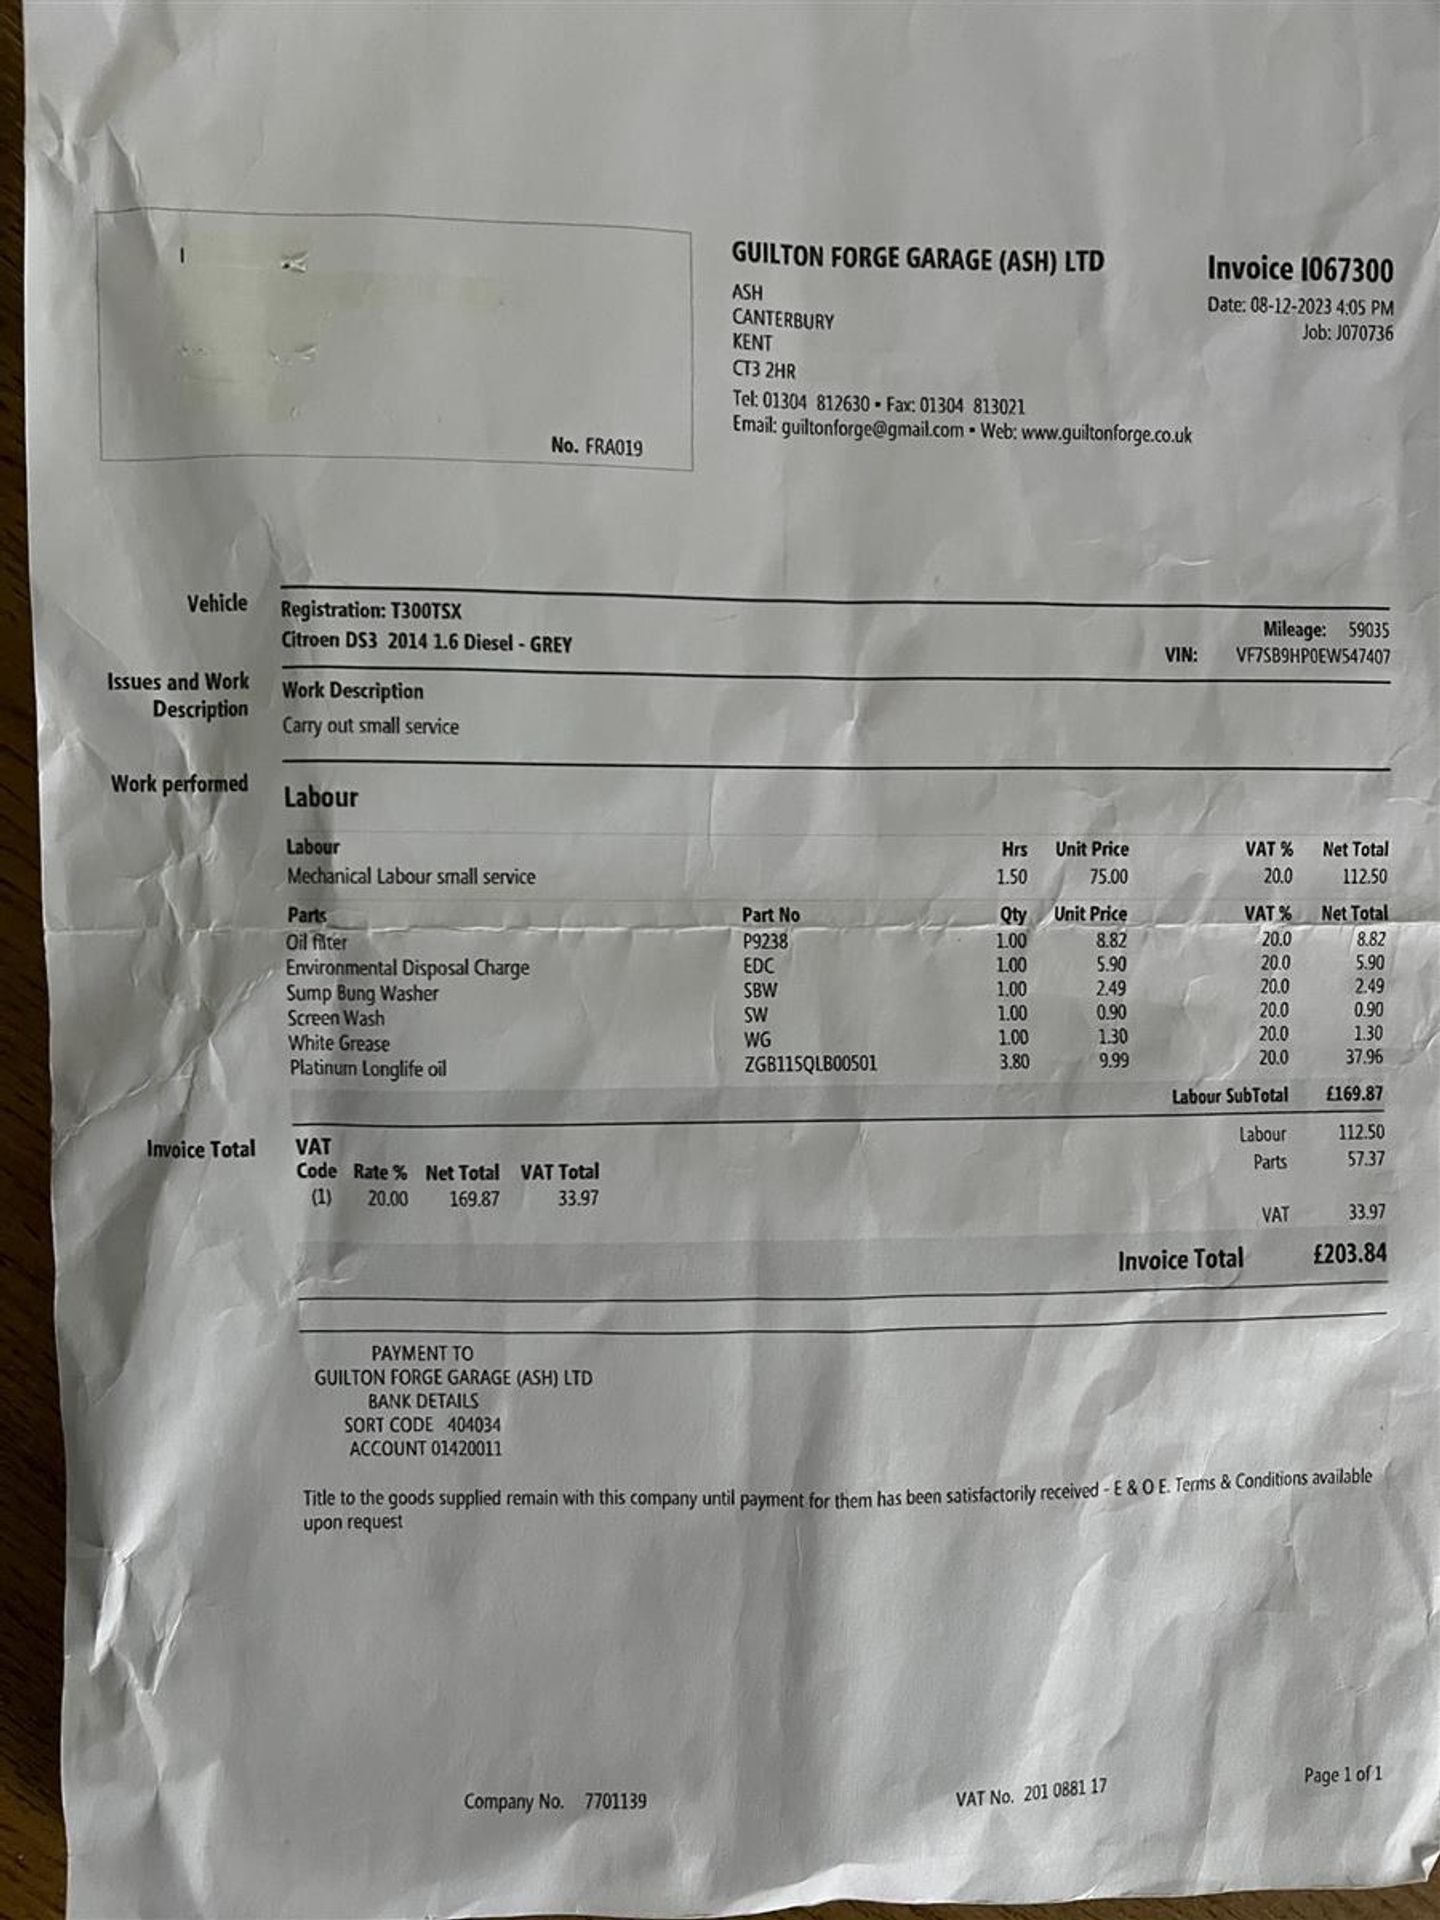 GUILTON FORGE GARAGE (ASH) LTD
ASH
CANTERBURY
KENT
CT3 2HR
Tel: 01304 812630 • Fax: 01304 813021
Email: guiltonforge@gmail.com • Web: www.guiltonforge.co.uk
Invoice I067300
Date: 08-12-2023 4:05 PM
Job: J070736
No. FRA019
Vehicle
Registration: T300TSX
Citroen DS3 2014 1.6 Diesel - GREY
Mileage: 59035
VIN: VF7SB9HP0EW547407
Issues and Work Description
Work Description
Carry out small service
Work performed
Labour
Labour Hrs Unit Price VAT % Net Total
Mechanical Labour small service 1.50 75.00 20.0 112.50
Parts Part No Qty Unit Price VAT % Net Total
Oil filter P9238 1.00 8.82 20.0 8.82
Environmental Disposal Charge EDC 1.00 5.90 20.0 5.90
Sump Bung Washer SBW 1.00 2.49 20.0 2.49
Screen Wash SW 1.00 0.90 20.0 0.90
White Grease WG 1.00 1.30 20.0 1.30
Platinum Longlife oil ZGB115QLB00501 3.80 9.99 20.0 37.96
Labour SubTotal £169.87
Invoice Total
VAT
Code Rate % Net Total VAT Total
(1) 20.00 169.87 33.97
Labour 112.50
Parts 57.37
VAT 33.97
Invoice Total £203.84
PAYMENT TO
GUILTON FORGE GARAGE (ASH) LTD
BANK DETAILS
SORT CODE 404034
ACCOUNT 01420011
Title to the goods supplied remain with this company until payment for them has been satisfactorily received - E & O E. Terms & Conditions available
upon request
Company No. 7701139
VAT No. 201 0881 17
Page 1 of 1